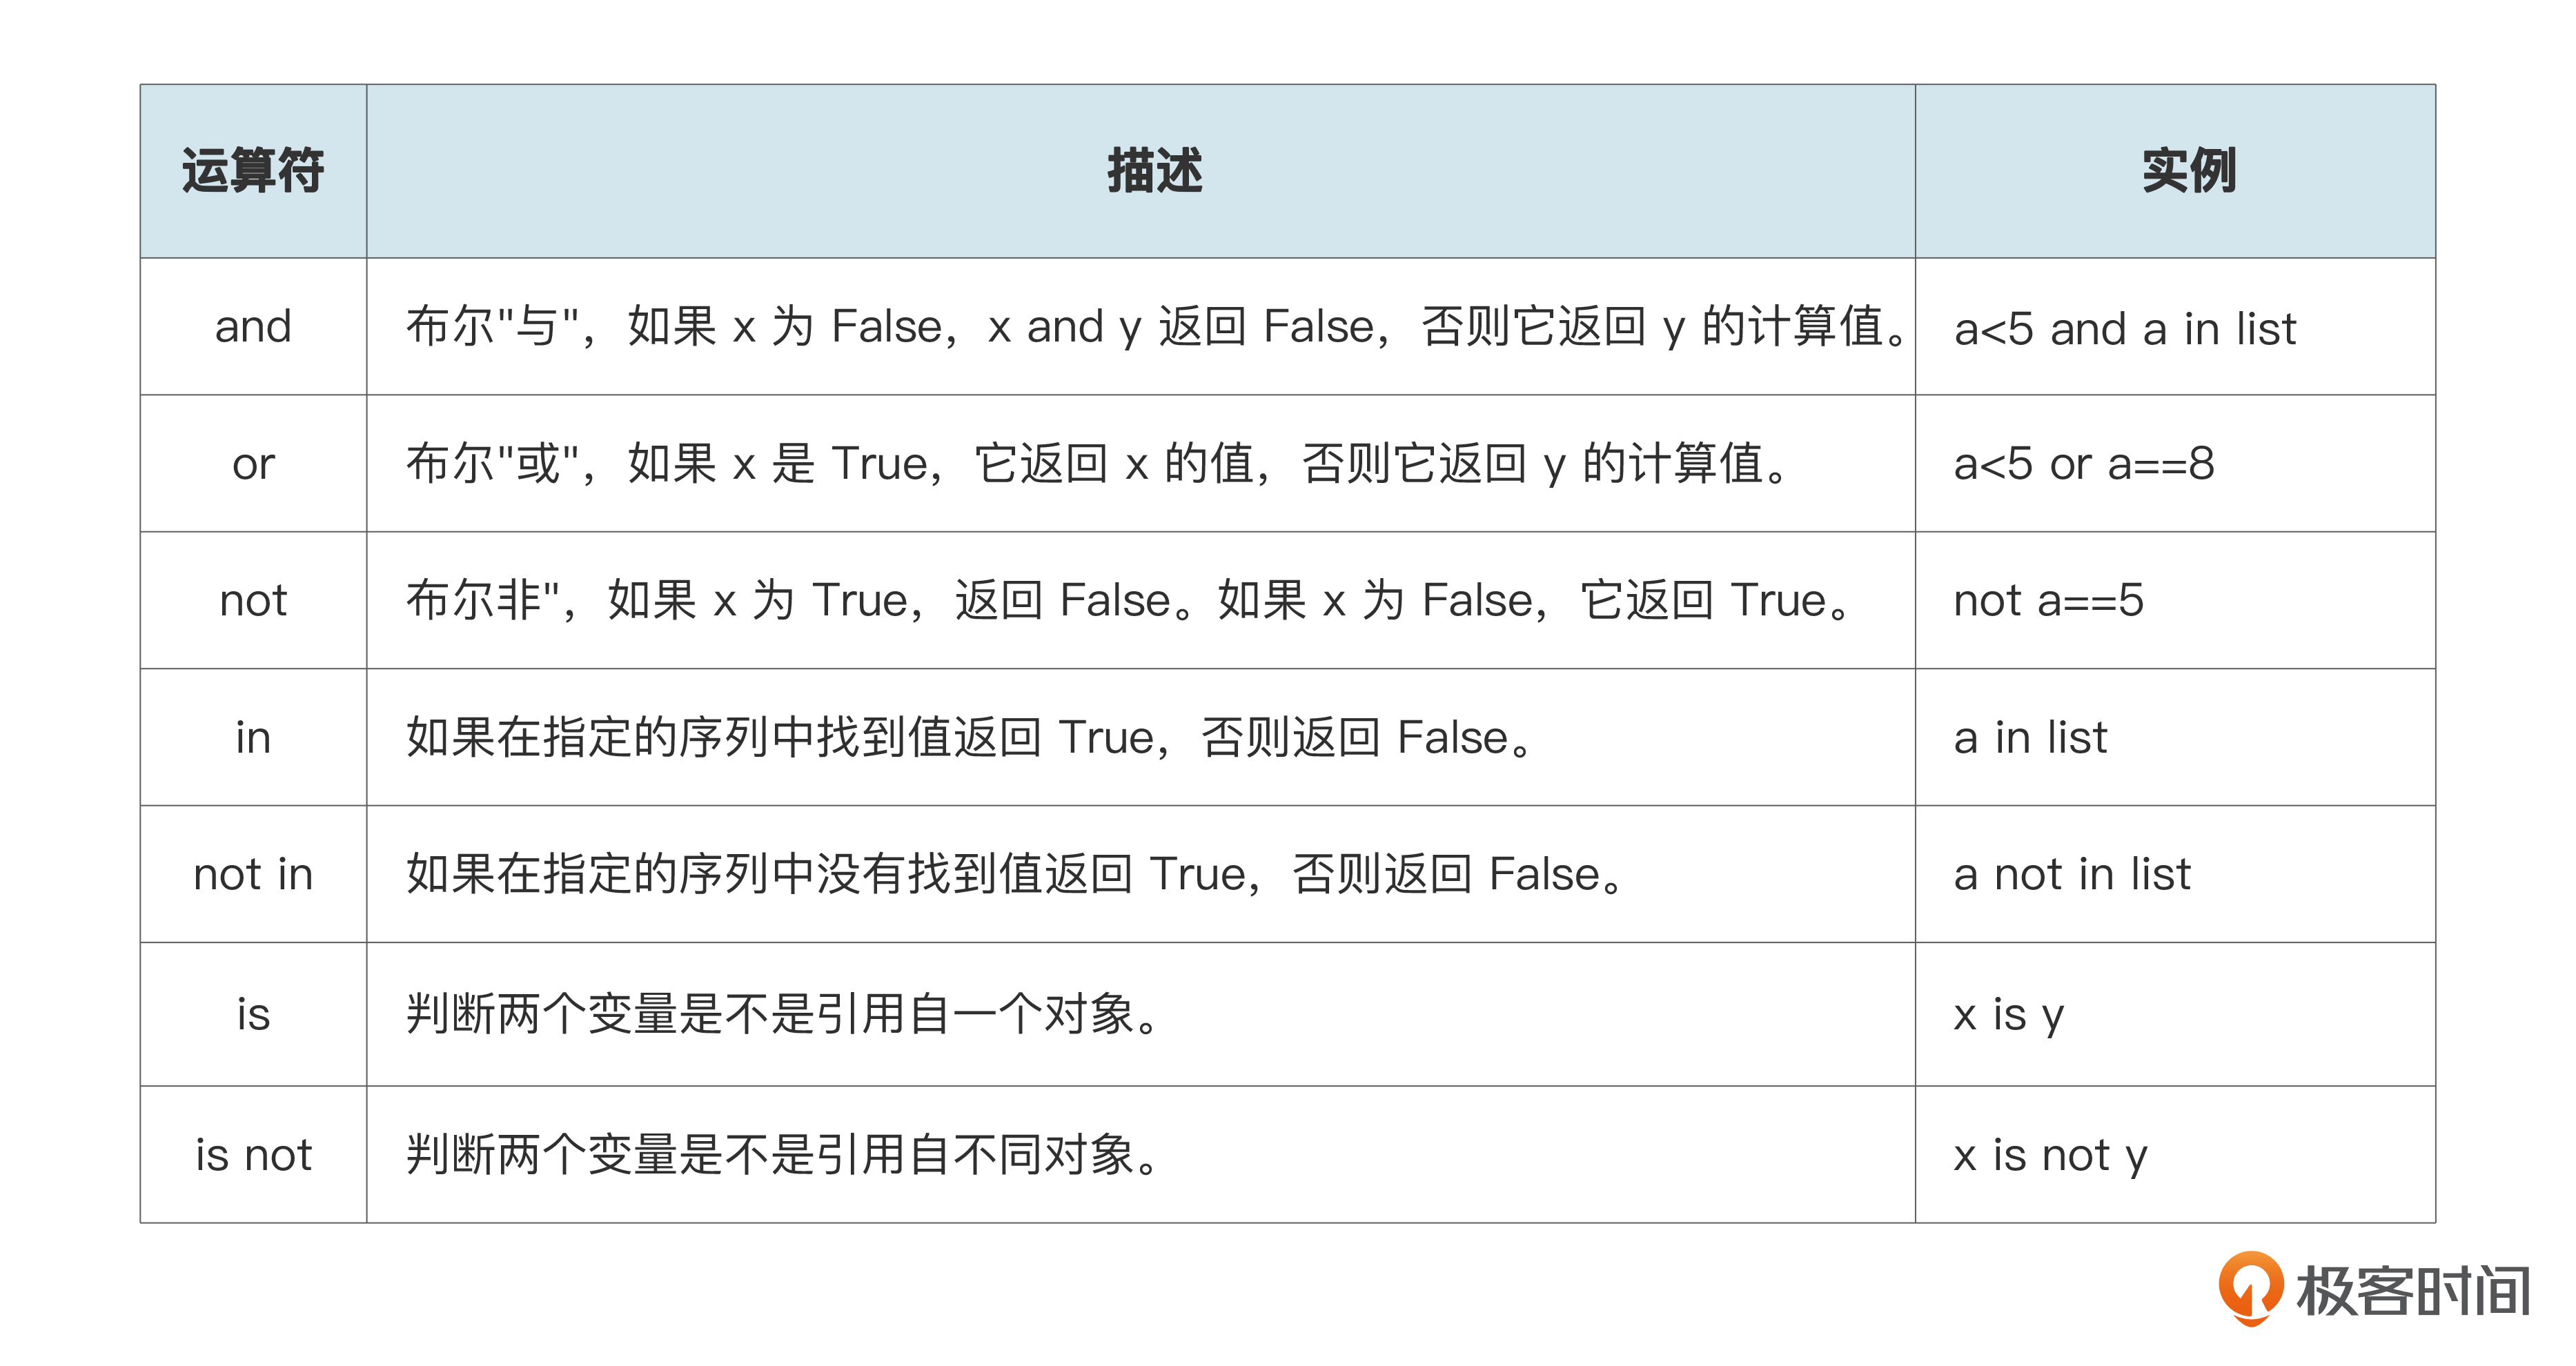 运算符 描述 实例
and 布尔"与"，如果 x 为 False，x and y 返回 False，否则它返回 y 的计算值。 a<5 and a in list
or 布尔"或"，如果 x 是 True，它返回 x 的值，否则它返回 y 的计算值。 a<5 or a==8
not 布尔非"，如果 x 为 True，返回 False。如果 x 为 False，它返回 True。 not a==5
in 如果在指定的序列中找到值返回 True，否则返回 False。 a in list
not in 如果在指定的序列中没有找到值返回 True，否则返回 False。 a not in list
is 判断两个变量是不是引用自一个对象。 x is y
is not 判断两个变量是不是引用自不同对象。 x is not y
极客时间